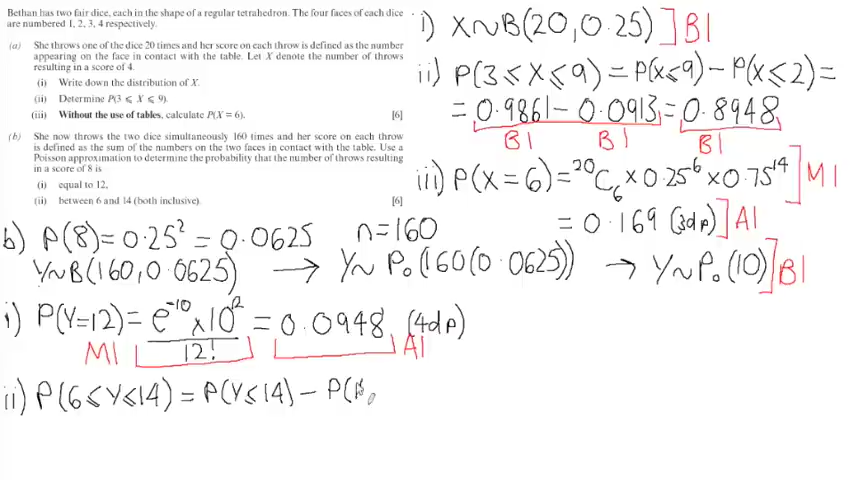 Bethan has two fair dice, each in the shape of a regular tetrahedron. The four faces of each dice
are numbered 1, 2, 3, 4 respectively.
(a) She throws one of the dice 20 times and her score on each throw is defined as the number
appearing on the face in contact with the table. Let X denote the number of throws
resulting in a score of 4.
(i) Write down the distribution of X.
(ii) Determine P(3 ⩽ X ⩽ 9).
(iii) Without the use of tables, calculate P(X = 6). [6]
(b) She now throws the two dice simultaneously 160 times and her score on each throw
is defined as the sum of the numbers on the two faces in contact with the table. Use a
Poisson approximation to determine the probability that the number of throws resulting
in a score of 8 is
(i) equal to 12,
(ii) between 6 and 14 (both inclusive). [6]
i) X~B(20,0.25)] B1
ii) P(3⩽X⩽9)=P(X⩽9)-P(X⩽2)=
=0.9861-0.0913=0.8948
B1 B1 B1
iii) P(X=6)=²⁰C₆×0.25⁶×0.75¹⁴] M1
=0.169 (3dp)] A1
b) P(8)=0.25²=0.0625 n=160
Y~B(160,0.0625) → Y~Po(160(0.0625)) → Y~Po(10)] B1
i) P(Y=12)=e⁻¹⁰×10¹²/12! =0.0948 (4dp)
M1 A1
ii) P(6⩽Y⩽14)=P(Y⩽14)-P(